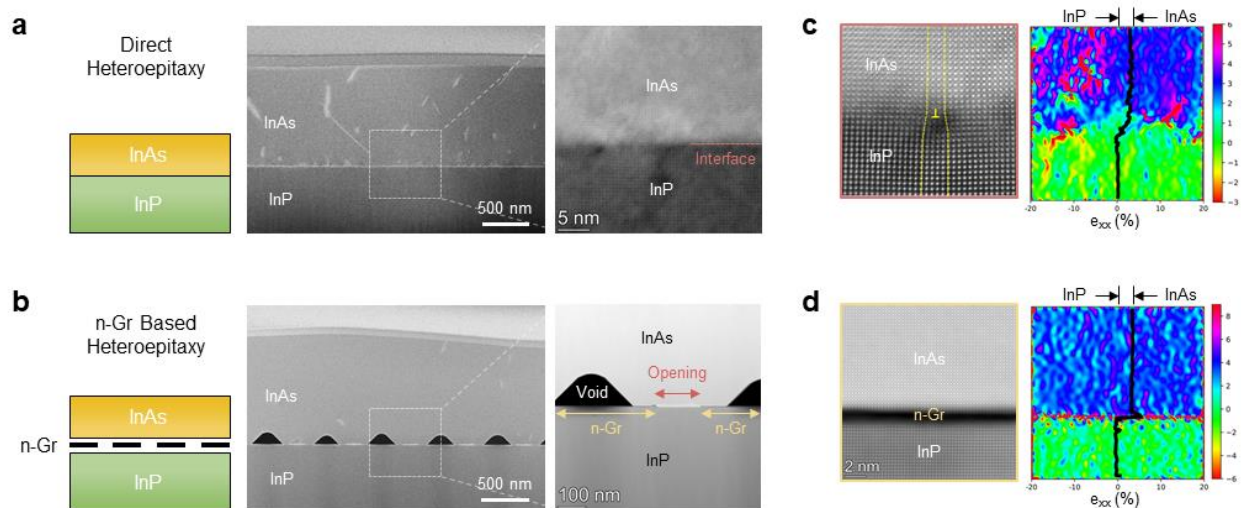 a
Direct
Heteroepitaxy
InAs
InP
InAs
InP
500 nm
InAs
Interface
InP
5 nm
c
InAs
⊥
InP
InP
InAs
6
5
4
3
2
1
0
-1
-2
-3
-20
-10
0
10
20
exx (%)
b
n-Gr Based
Heteroepitaxy
InAs
n-Gr
InP
InAs
InP
500 nm
InAs
Opening
Void
n-Gr
n-Gr
InP
100 nm
d
InAs
n-Gr
InP
2 nm
InP
InAs
8
6
4
2
0
-2
-4
-6
-20
-10
0
10
20
exx (%)